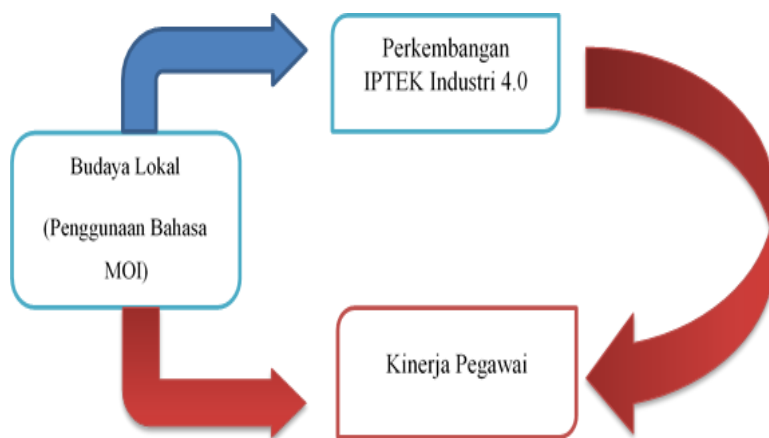 Perkembangan
IPTEK Industri 4.0
Budaya Lokal
(Penggunaan Bahasa
MOI)
Kinerja Pegawai